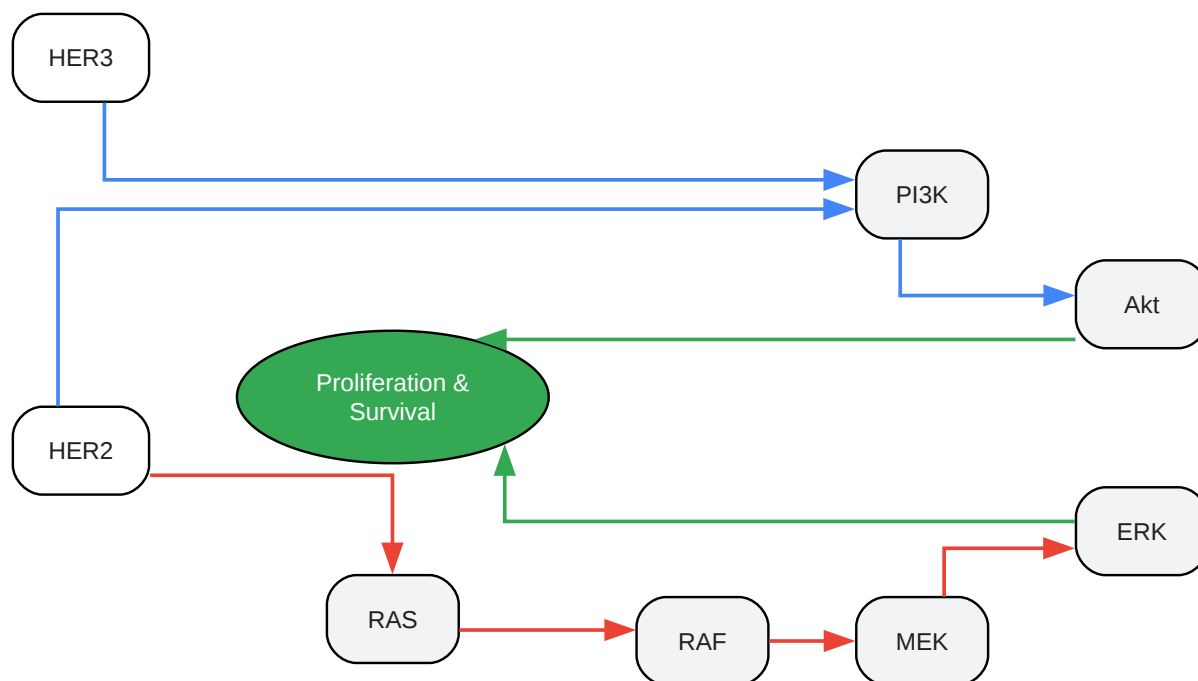 HER3
PI3K
Akt
Proliferation &
Survival
HER2
ERK
RAS
RAF
MEK